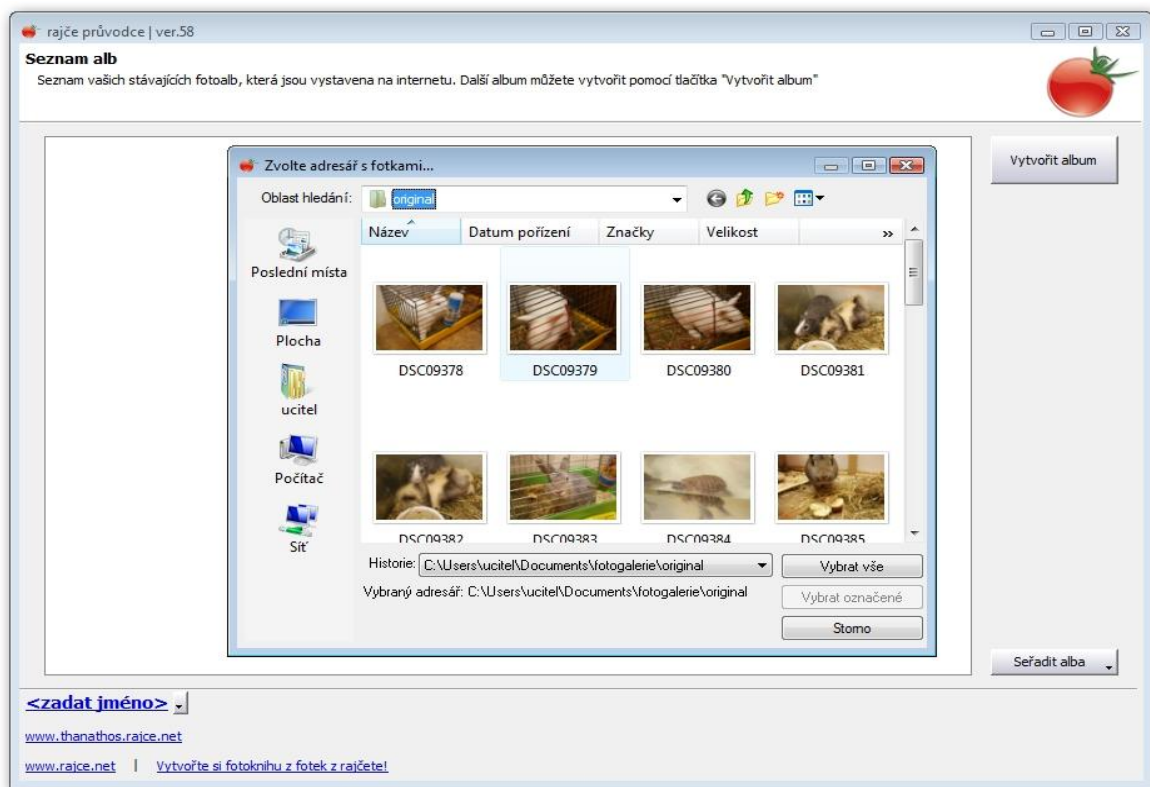 rajče průvodce | ver.58
Seznam alb
Seznam vašich stávajících fotoalb, která jsou vystavena na internetu. Další album můžete vytvořit pomocí tlačítka "Vytvořit album"
Vytvořit album
Zvolte adresář s fotkami...
Oblast hledání: original
Název Datum pořízení Značky Velikost »
Poslední místa
Plocha
ucitel
Počítač
Síť
DSC09378 DSC09379 DSC09380 DSC09381
DSC09382 DSC09383 DSC09384 DSC09385
Historie: C:\Users\ucitel\Documents\fotogalerie\original
Vybrat vše
Vybraný adresář: C:\Users\ucitel\Documents\fotogalerie\original
Vybrat označené
Storno
Seřadit alba
<zadat jméno>
www.thanathos.rajce.net
www.rajce.net | Vytvořte si fotoknihu z fotek z rajčete!